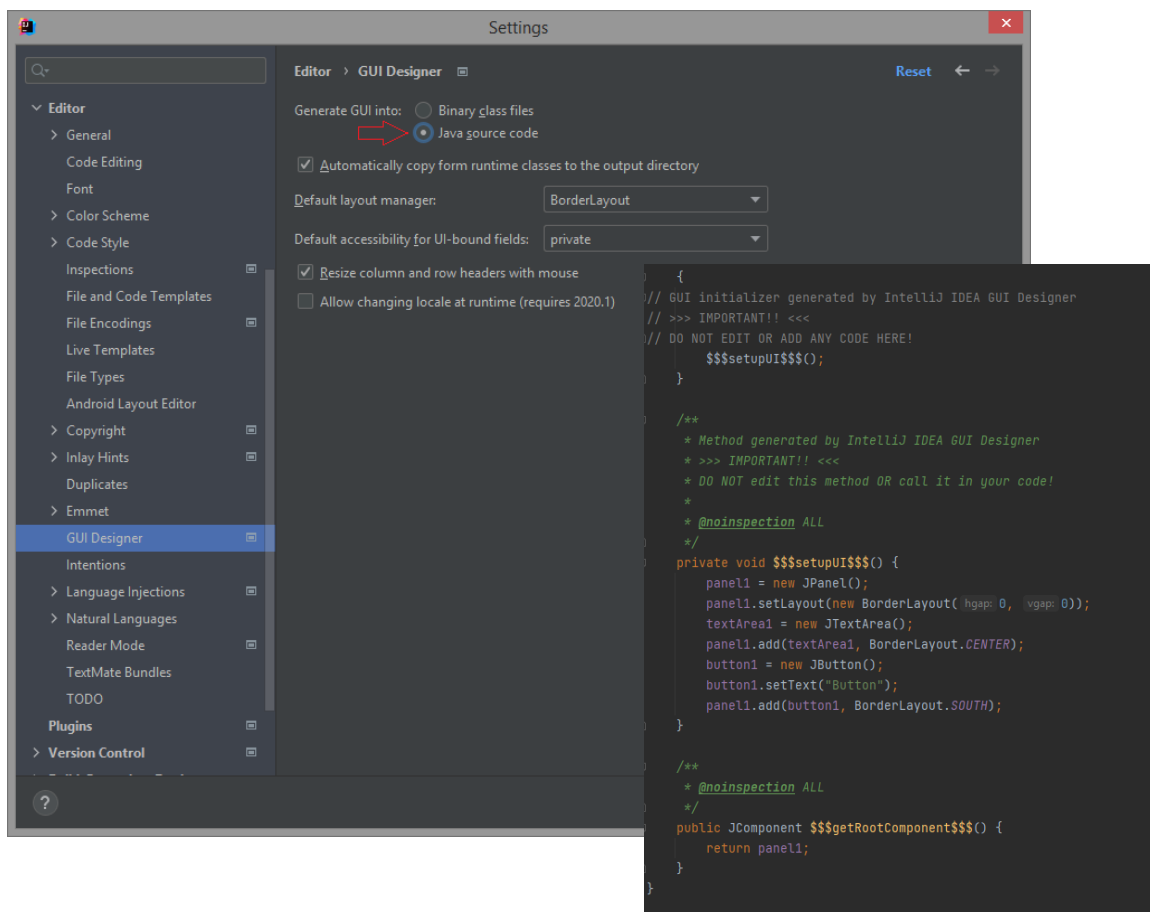 Settings
Editor › GUI Designer
Reset
Editor
General
Code Editing
Font
Color Scheme
Code Style
Inspections
File and Code Templates
File Encodings
Live Templates
File Types
Android Layout Editor
Copyright
Inlay Hints
Duplicates
Emmet
GUI Designer
Intentions
Language Injections
Natural Languages
Reader Mode
TextMate Bundles
TODO
Plugins
Version Control
?
Generate GUI into: Binary class files
Java source code
Automatically copy form runtime classes to the output directory
Default layout manager: BorderLayout
Default accessibility for UI-bound fields: private
Resize column and row headers with mouse
Allow changing locale at runtime (requires 2020.1)
{
// GUI initializer generated by IntelliJ IDEA GUI Designer
// >>> IMPORTANT!! <<<
// DO NOT EDIT OR ADD ANY CODE HERE!
$$$setupUI$$$();
}
/**
* Method generated by IntelliJ IDEA GUI Designer
* >>> IMPORTANT!! <<<
* DO NOT edit this method OR call it in your code!
*
* @noinspection ALL
*/
private void $$$setupUI$$$() {
panel1 = new JPanel();
panel1.setLayout(new BorderLayout( hgap: 0, vgap: 0));
textArea1 = new JTextArea();
panel1.add(textArea1, BorderLayout.CENTER);
button1 = new JButton();
button1.setText("Button");
panel1.add(button1, BorderLayout.SOUTH);
}
/**
* @noinspection ALL
*/
public JComponent $$$getRootComponent$$$() {
return panel1;
}
}